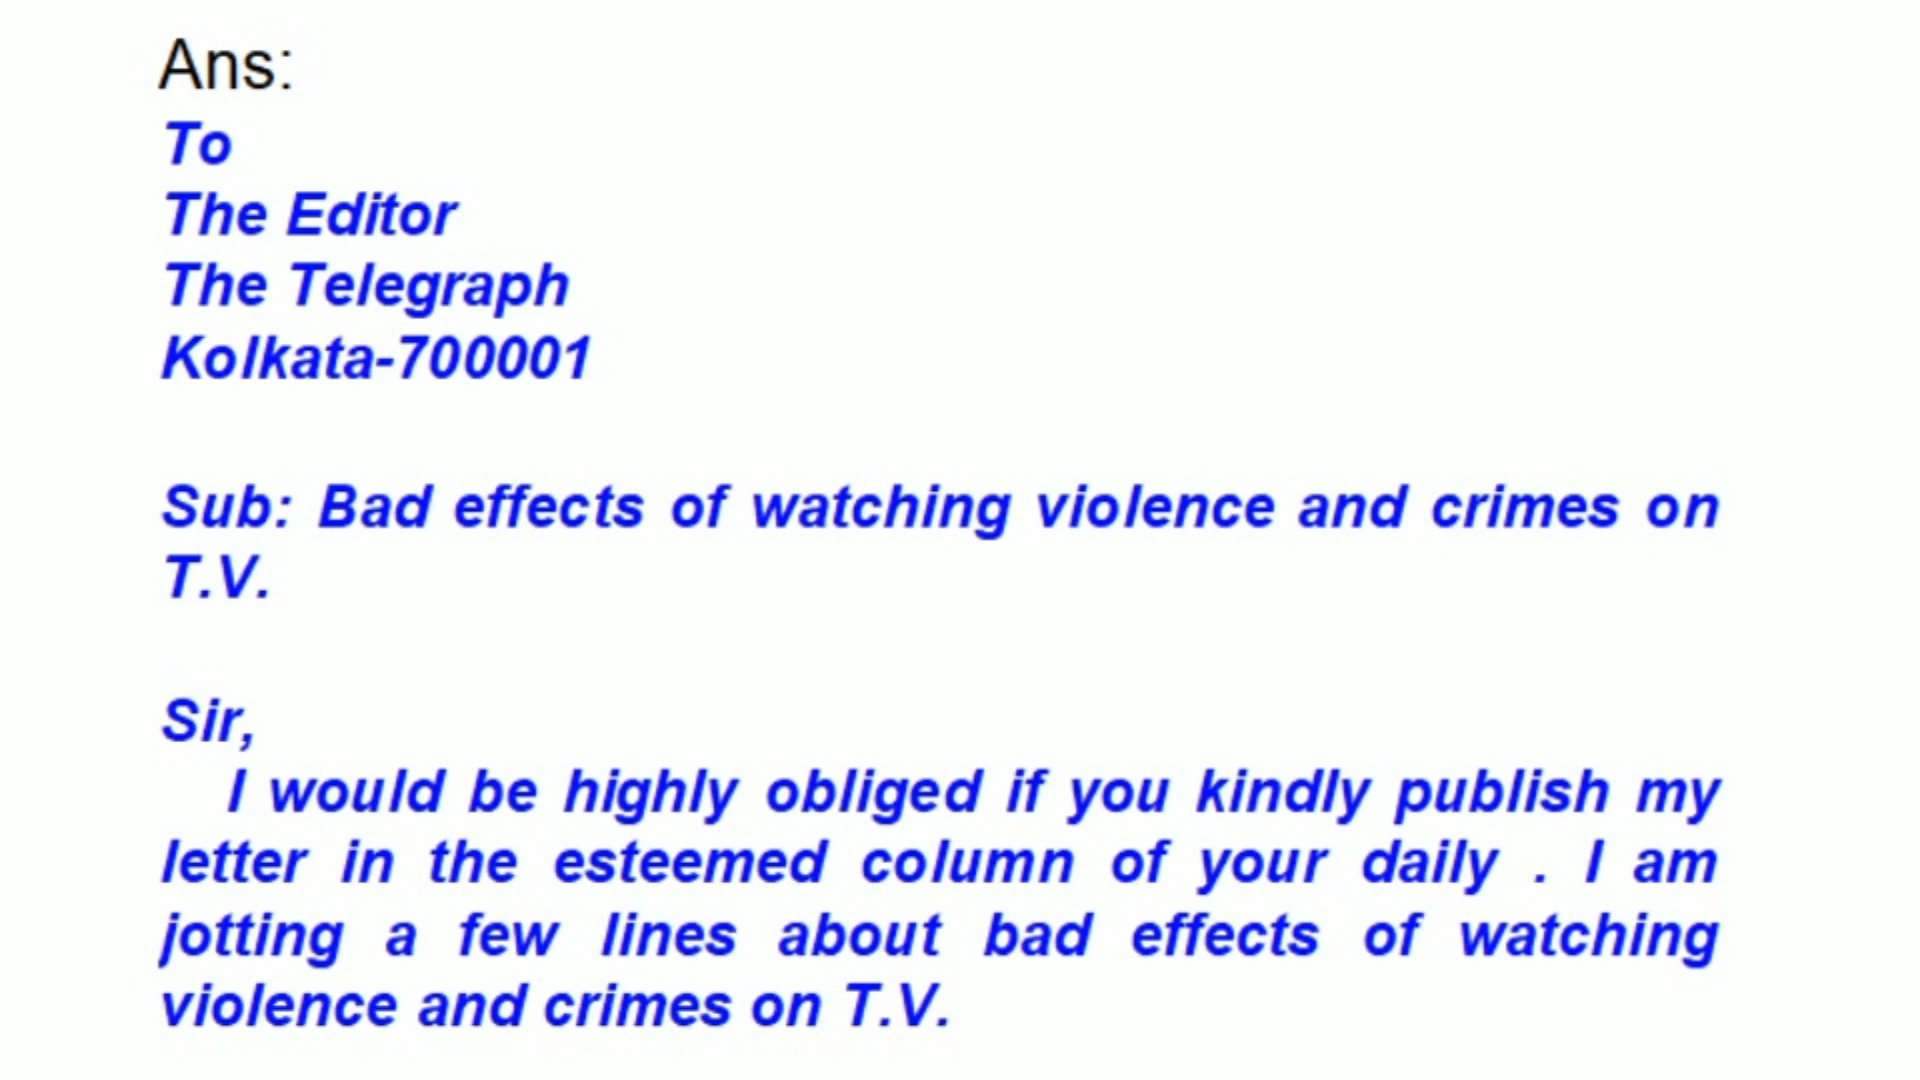 Ans:
To
The Editor
The Telegraph
Kolkata-700001
Sub: Bad effects of watching violence and crimes on
T.V.
Sir,
I would be highly obliged if you kindly publish my
letter in the esteemed column of your daily . I am
jotting a few lines about bad effects of watching
violence and crimes on T.V.